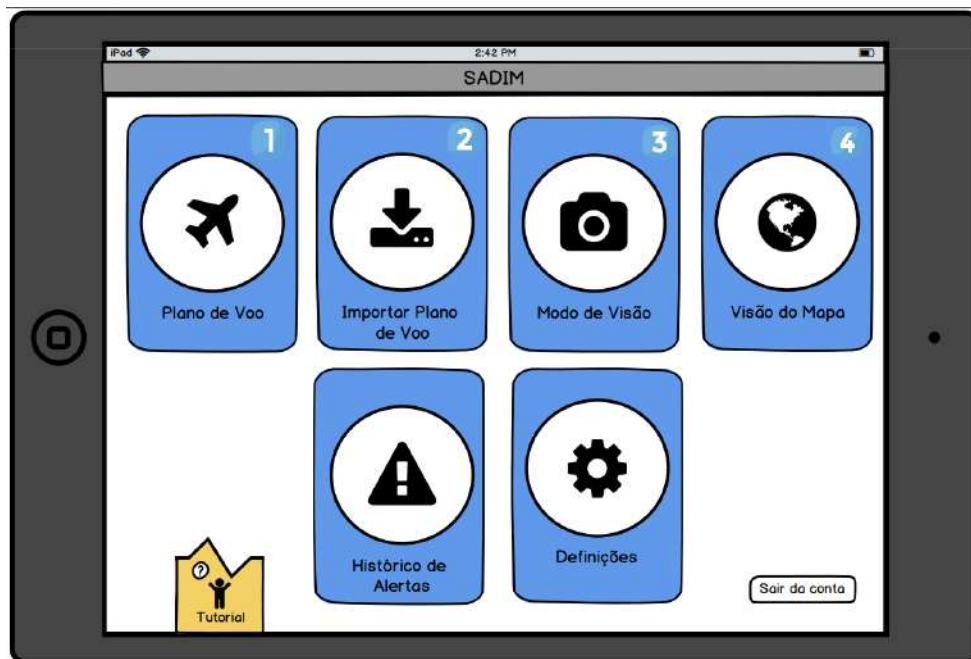 iPad
2:42 PM
SADIM
1
2
3
4
Plano de Voo
Importar Plano
de Voo
Modo de Visão
Visão do Mapa
Histórico de
Alertas
Definições
?
Tutorial
Sair da conta